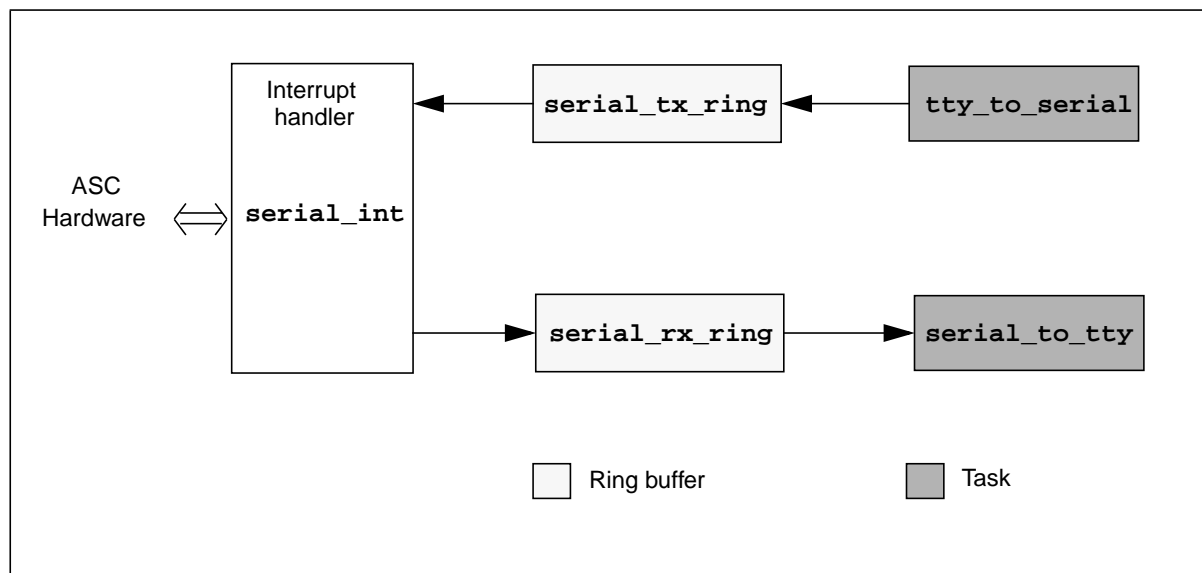 Interrupt
handler
serial_tx_ring
tty_to_serial
ASC
Hardware
serial_int
serial_rx_ring
serial_to_tty
Ring buffer
Task